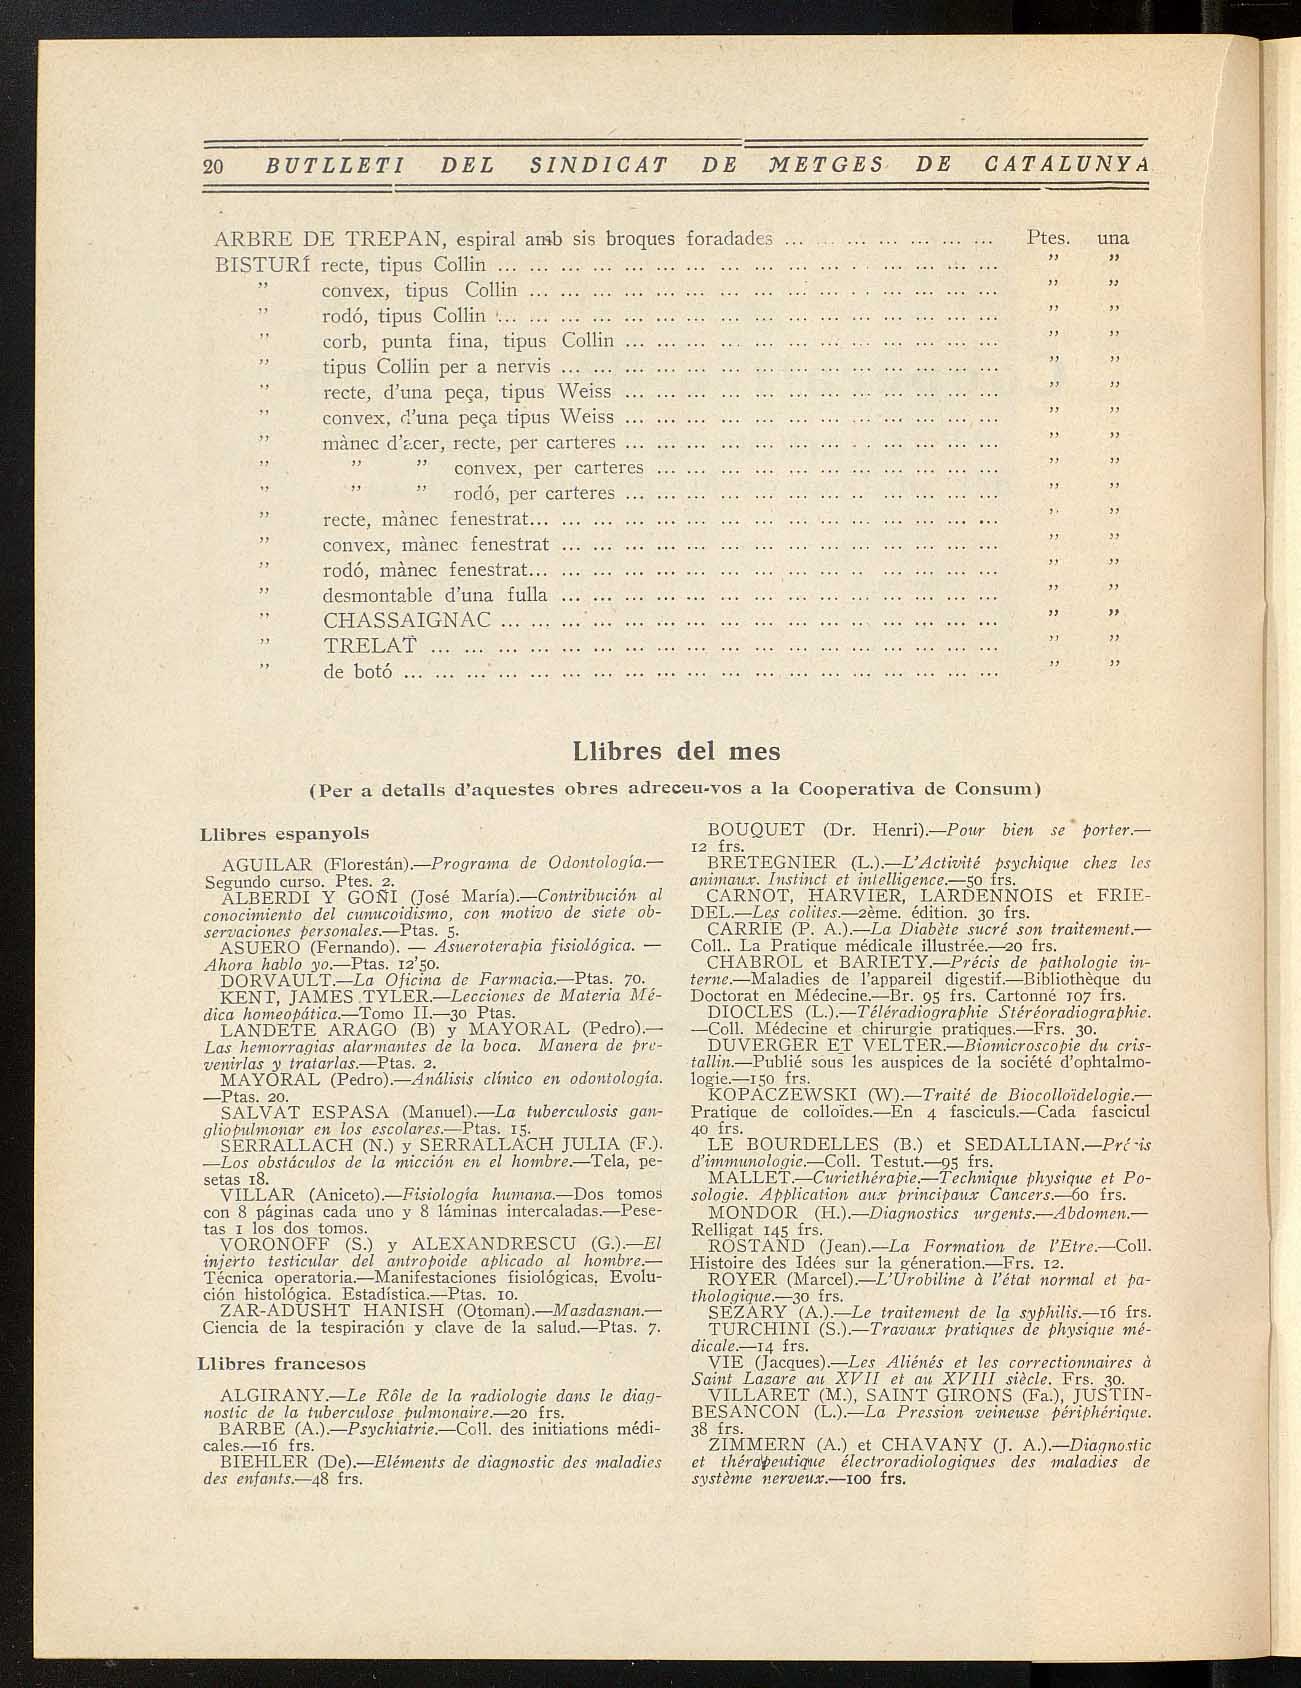 20 BUTLLETI DEL SINDICAT DE METGES DE CATALUNYA
ARBRE DE TREPAN, espiral amb sis broques foradades ... ... ... ... ... ... ... Ptes. una
BISTURÍ recte, tipus Collin ... ... ... ... ... ... ... ... ... ... ... ... ... ... ... ” ”
” convex, tipus Collin ... ... ... ... ... ... ... ... ... ... ... ... ... ... ” ”
” rodó, tipus Collin ... ... ... ... ... ... ... ... ... ... ... ... ... ... ... ” ”
” corb, punta fina, tipus Collin ... ... ... ... ... ... ... ... ... ... ... ” ”
” tipus Collin per a nervis ... ... ... ... ... ... ... ... ... ... ... ... ... ” ”
” recte, d'una peça, tipus Weiss ... ... ... ... ... ... ... ... ... ... ... ” ”
” convex, d'una peça tipus Weiss ... ... ... ... ... ... ... ... ... ... ... ” ”
” mànec d'acer, recte, per carteres ... ... ... ... ... ... ... ... ... ... ... ” ”
” ” ” convex, per carteres ... ... ... ... ... ... ... ... ... ... ” ”
” ” ” rodó, per carteres ... ... ... ... ... ... ... ... ... ... ... ” ”
” recte, mànec fenestrat... ... ... ... ... ... ... ... ... ... ... ... ... ... ” ”
” convex, mànec fenestrat ... ... ... ... ... ... ... ... ... ... ... ... ... ” ”
” rodó, mànec fenestrat... ... ... ... ... ... ... ... ... ... ... ... ... ... ” ”
” desmontable d'una fulla ... ... ... ... ... ... ... ... ... ... ... ... ... ” ”
” CHASSAIGNAC ... ... ... ... ... ... ... ... ... ... ... ... ... ... ... ” ”
” TRELAT ... ... ... ... ... ... ... ... ... ... ... ... ... ... ... ... ... ” ”
” de botó ... ... ... ... ... ... ... ... ... ... ... ... ... ... ... ... ... ... ” ”
Llibres del mes
(Per a detalls d'aquestes obres adreceu-vos a la Cooperativa de Consum)
Llibres espanyols
AGUILAR (Florestán).—Programa de Odontología.—
Segundo curso. Ptes. 2.
ALBERDI Y GOÑI (José María).—Contribución al
conocimiento del cunucoidismo, con motivo de siete ob-
servaciones personales.—Ptas. 5.
ASUERO (Fernando). — Asueroterapia fisiológica. —
Ahora hablo yo.—Ptas. 12'50.
DORVAULT.—La Oficina de Farmacia.—Ptas. 70.
KENT, JAMES TYLER.—Lecciones de Materia Mé-
dica homeopática.—Tomo II.—30 Ptas.
LANDETE ARAGO (B) y MAYORAL (Pedro).—
Las hemorragias alarmantes de la boca. Manera de pre-
venirlas y tratarlas.—Ptas. 2.
MAYORAL (Pedro).—Análisis clínico en odontología.
—Ptas. 20.
SALVAT ESPASA (Manuel).—La tuberculosis gan-
gliopulmonar en los escolares.—Ptas. 15.
SERRALLACH (N.) y SERRALLACH JULIA (F.).
—Los obstáculos de la micción en el hombre.—Tela, pe-
setas 18.
VILLAR (Aniceto).—Fisiología humana.—Dos tomos
con 8 páginas cada uno y 8 láminas intercaladas.—Pese-
tas 1 los dos tomos.
VORONOFF (S.) y ALEXANDRESCU (G.).—El
injerto testicular del antropoide aplicado al hombre.—
Técnica operatoria.—Manifestaciones fisiológicas, Evolu-
ción histológica. Estadística.—Ptas. 10.
ZAR-ADUSHT HANISH (Otoman).—Mazdaznan.—
Ciencia de la tespiración y clave de la salud.—Ptas. 7.
Llibres francesos
ALGIRANY.—Le Rôle de la radiologie dans le diag-
nostic de la tuberculose pulmonaire.—20 frs.
BARBE (A.).—Psychiatrie.—Coll. des initiations médi-
cales.—16 frs.
BIEHLER (De).—Eléments de diagnostic des maladies
des enfants.—48 frs.
BOUQUET (Dr. Henri).—Pour bien se porter.—
12 frs.
BRETEGNIER (L.).—L'Activité psychique chez les
animaux. Instinct et intelligence.—50 frs.
CARNOT, HARVIER, LARDENNOIS et FRIE-
DEL.—Les colites.—2ème. édition. 30 frs.
CARRIE (P. A.).—La Diabète sucré son traitement.—
Coll.. La Pratique médicale illustrée.—20 frs.
CHABROL et BARIETY.—Précis de pathologie in-
terne.—Maladies de l'appareil digestif.—Bibliothèque du
Doctorat en Médecine.—Br. 95 frs. Cartonné 107 frs.
DIOCLES (L.).—Téléradiographie Stéréoradiographie.
—Coll. Médecine et chirurgie pratiques.—Frs. 30.
DUVERGER ET VELTER.—Biomicroscopie du cris-
tallin.—Publié sous les auspices de la société d'ophtalmo-
logie.—150 frs.
KOPACZEWSKI (W).—Traité de Biocolloïdelogie.—
Pratique de colloïdes.—En 4 fasciculs.—Cada fascicul
40 frs.
LE BOURDELLES (B.) et SEDALLIAN.—Précis
d'immunologie.—Coll. Testut.—95 frs.
MALLET.—Curiethérapie.—Technique physique et Po-
sologie. Application aux principaux Cancers.—60 frs.
MONDOR (H.).—Diagnostics urgents.—Abdomen.—
Relligat 145 frs.
ROSTAND (Jean).—La Formation de l'Etre.—Coll.
Histoire des Idées sur la géneration.—Frs. 12.
ROYER (Marcel).—L'Urobiline à l'état normal et pa-
thologique.—30 frs.
SEZARY (A.).—Le traitement de la syphilis.—16 frs.
TURCHINI (S.).—Travaux pratiques de physique mé-
dicale.—14 frs.
VIE (Jacques).—Les Aliénés et les correctionnaires à
Saint Lazare au XVII et au XVIII siècle. Frs. 30.
VILLARET (M.), SAINT GIRONS (Fa.), JUSTIN-
BESANCON (L.).—La Pression veineuse périphérique.
38 frs.
ZIMMERN (A.) et CHAVANY (J. A.).—Diagnostic
et thérapeutique électroradiologiques des maladies de
système nerveux.—100 frs.